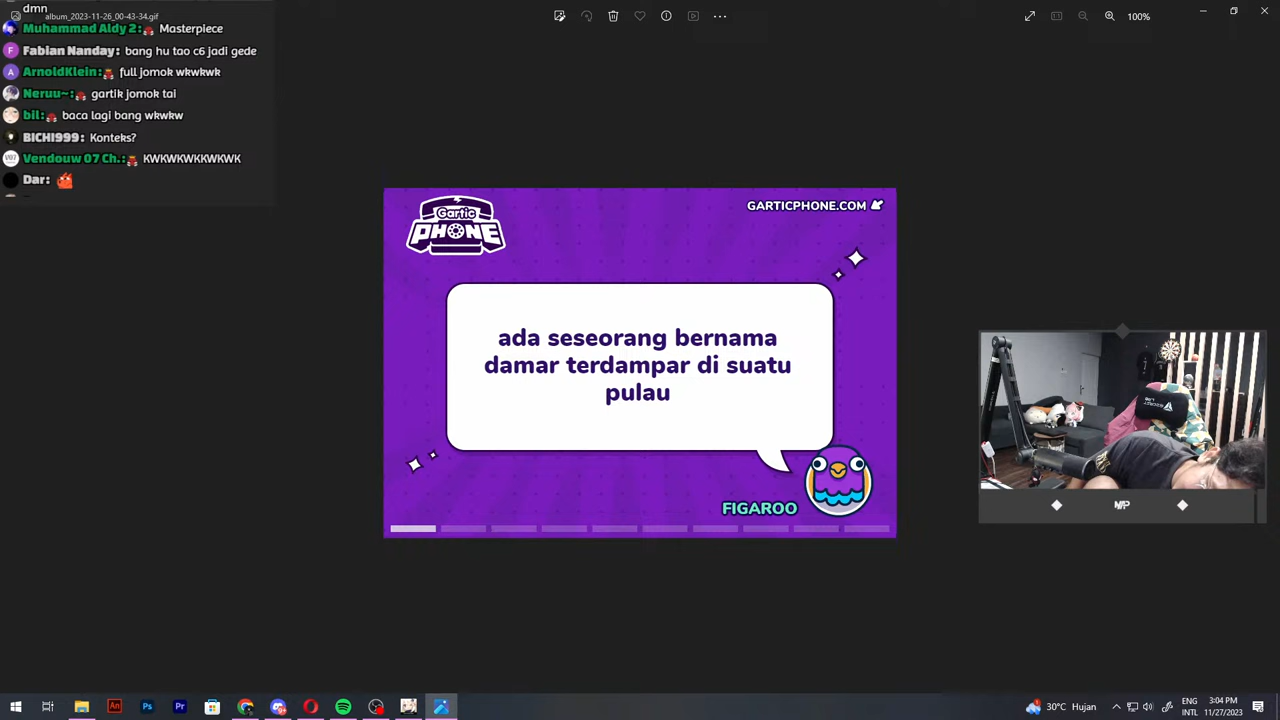 dmn
album_2023-11-26_00-43-34.gif
100%
Muhammad Aldy 2: Masterpiece
Fabian Nanday: bang hu tao c6 jadi gede
ArnoldKlein: full jomok wkwkwk
Neruu~: gartik jomok tai
bil: baca lagi bang wkwkw
BICHI999: Konteks?
Vendouw 07 Ch.: KWKWKWKKWKWK
Dar:
Gartic
PHONE
GARTICPHONE.COM
ada seseorang bernama
damar terdampar di suatu
pulau
FIGAROO
30°C Hujan
ENG
INTL
3:04 PM
11/27/2023